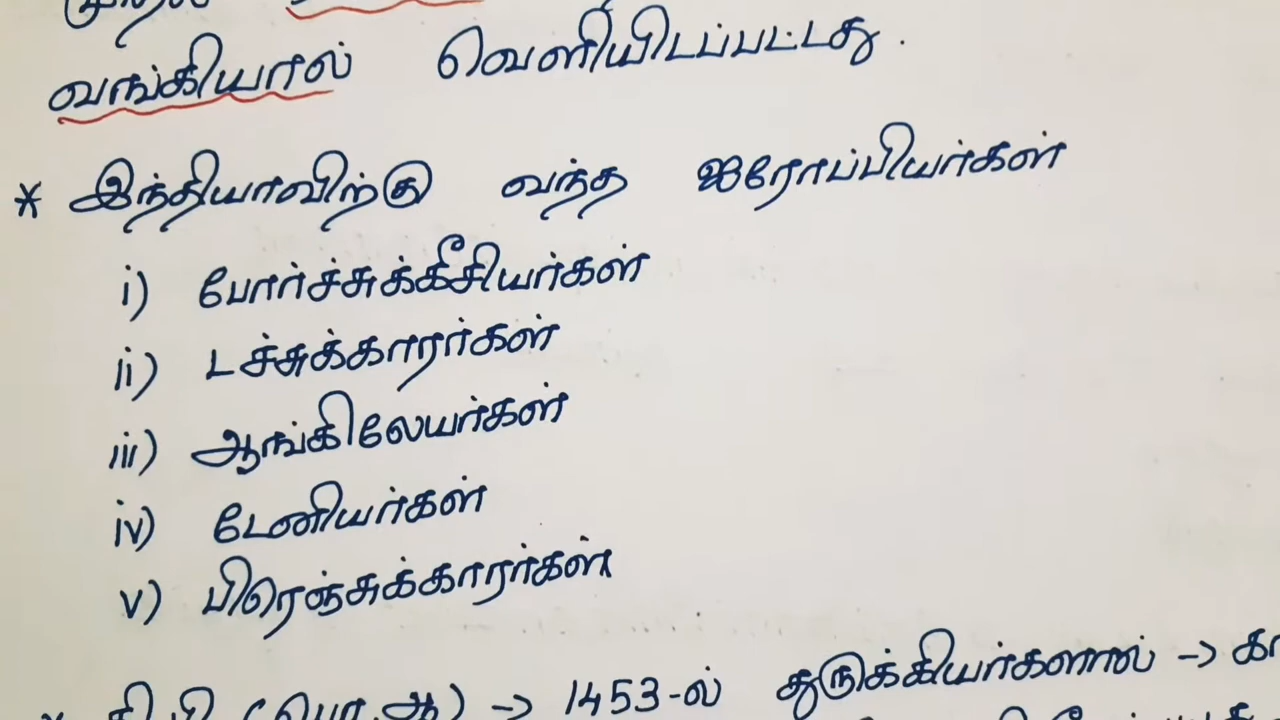 வங்கியால் வெளியிடப்பட்டது.
* இந்தியாவிற்கு வந்த ஐரோப்பியர்கள்
i) போர்ச்சுக்கீசியர்கள்
ii) டச்சுக்காரர்கள்
iii) ஆங்கிலேயர்கள்
iv) டேனியர்கள்
v) பிரெஞ்சுக்காரர்கள்
* கி.பி (பொ.ஆ) → 1453-ல் துருக்கியர்களால் →